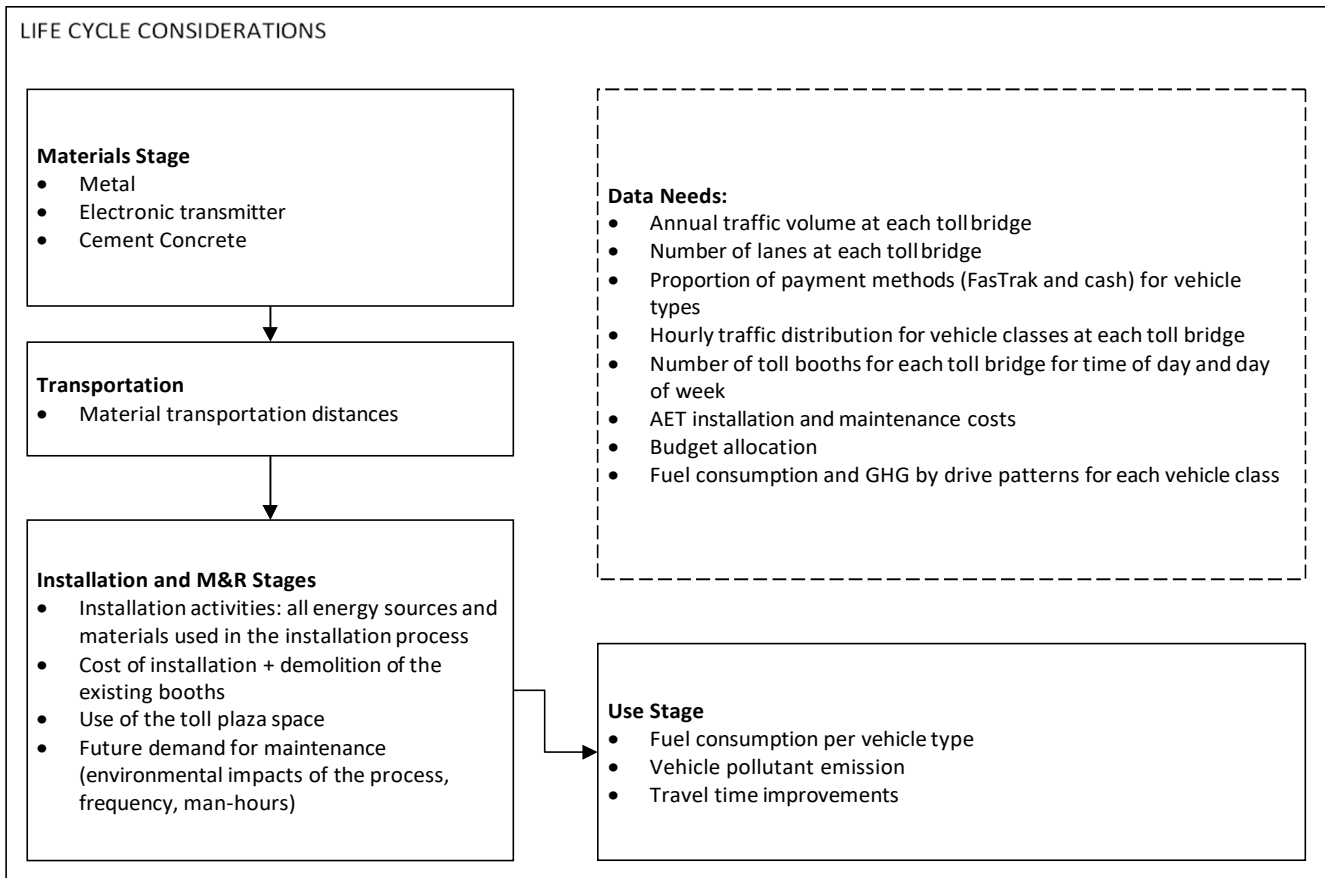 LIFE CYCLE CONSIDERATIONS
Materials Stage
• Metal
• Electronic transmitter
• Cement Concrete
Transportation
• Material transportation distances
Installation and M&R Stages
• Installation activities: all energy sources and
materials used in the installation process
• Cost of installation + demolition of the
existing booths
• Use of the toll plaza space
• Future demand for maintenance
(environmental impacts of the process,
frequency, man-hours)
Data Needs:
• Annual traffic volume at each toll bridge
• Number of lanes at each toll bridge
• Proportion of payment methods (FasTrak and cash) for vehicle
types
• Hourly traffic distribution for vehicle classes at each toll bridge
• Number of toll booths for each toll bridge for time of day and day
of week
• AET installation and maintenance costs
• Budget allocation
• Fuel consumption and GHG by drive patterns for each vehicle class
Use Stage
• Fuel consumption per vehicle type
• Vehicle pollutant emission
• Travel time improvements